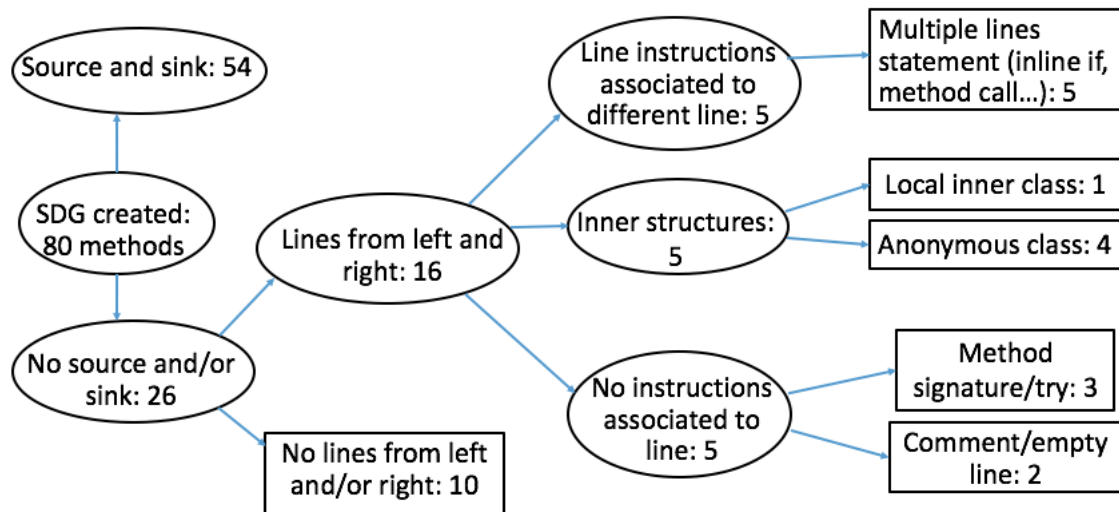 Source and sink: 54
SDG created:
80 methods
No source and/or
sink: 26
Lines from left and
right: 16
No lines from left
and/or right: 10
Line instructions
associated to
different line: 5
Inner structures:
5
No instructions
associated to
line: 5
Multiple lines
statement (inline if,
method call...): 5
Local inner class: 1
Anonymous class: 4
Method
signature/try: 3
Comment/empty
line: 2